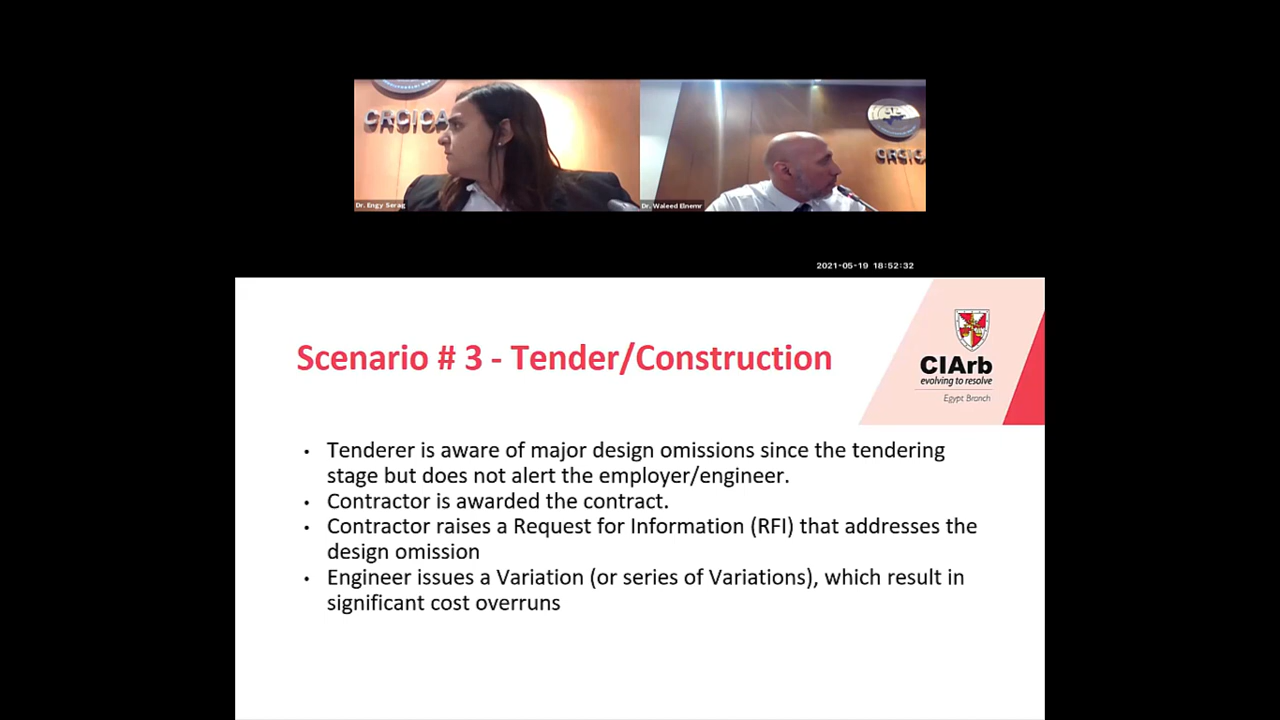 CRCICA
CRCICA
Dr. Engy Serag
Dr. Waleed Elnemr
2021-05-19 18:52:32
Scenario # 3 - Tender/Construction
CIArb
evolving to resolve
Egypt Branch
• Tenderer is aware of major design omissions since the tendering
stage but does not alert the employer/engineer.
• Contractor is awarded the contract.
• Contractor raises a Request for Information (RFI) that addresses the
design omission
• Engineer issues a Variation (or series of Variations), which result in
significant cost overruns